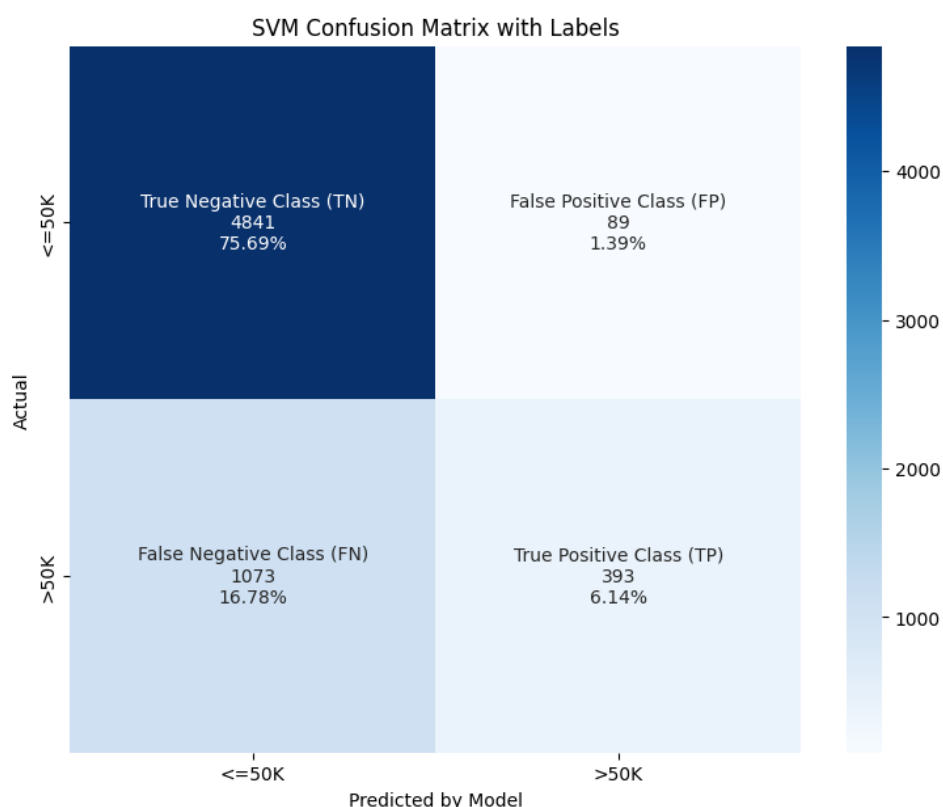 SVM Confusion Matrix with Labels
True Negative Class (TN)
4841
75.69%
False Positive Class (FP)
89
1.39%
False Negative Class (FN)
1073
16.78%
True Positive Class (TP)
393
6.14%
<=50K
>50K
Actual
<=50K
>50K
Predicted by Model
4000
3000
2000
1000